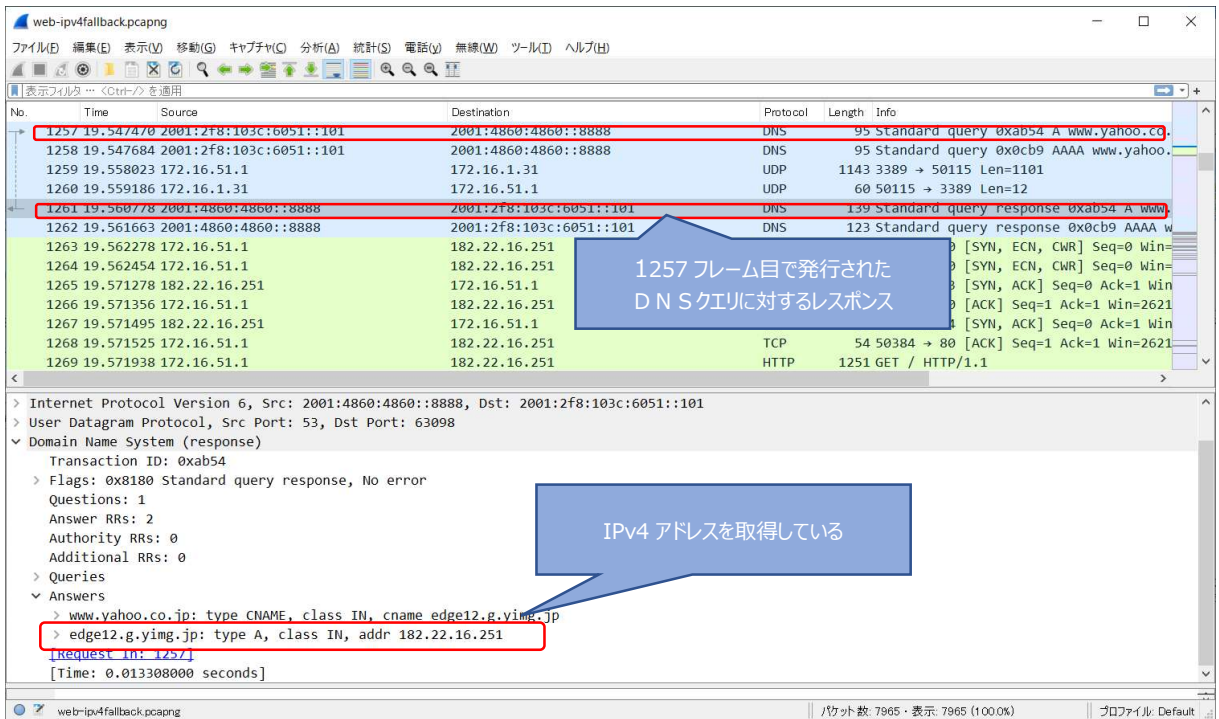 web-ipv4fallback.pcapng
ファイル(F) 編集(E) 表示(V) 移動(G) キャプチャ(C) 分析(A) 統計(S) 電話(y) 無線(W) ツール(T) ヘルプ(H)
表示フィルタ … <Ctrl-/> を適用
No. Time Source Destination Protocol Length Info
1257 19.547470 2001:2f8:103c:6051::101 2001:4860:4860::8888 DNS 95 Standard query 0xab54 A www.yahoo.co.
1258 19.547684 2001:2f8:103c:6051::101 2001:4860:4860::8888 DNS 95 Standard query 0x0cb9 AAAA www.yahoo.
1259 19.558023 172.16.51.1 172.16.1.31 UDP 1143 3389 → 50115 Len=1101
1260 19.559186 172.16.1.31 172.16.51.1 UDP 60 50115 → 3389 Len=12
1261 19.560778 2001:4860:4860::8888 2001:2f8:103c:6051::101 DNS 139 Standard query response 0xab54 A www.
1262 19.561663 2001:4860:4860::8888 2001:2f8:103c:6051::101 DNS 123 Standard query response 0x0cb9 AAAA w
1263 19.562278 172.16.51.1 182.22.16.251 [SYN, ECN, CWR] Seq=0 Win=
1264 19.562454 172.16.51.1 182.22.16.251 [SYN, ECN, CWR] Seq=0 Win=
1265 19.571278 182.22.16.251 172.16.51.1 [SYN, ACK] Seq=0 Ack=1 Win
1266 19.571356 172.16.51.1 182.22.16.251 [ACK] Seq=1 Ack=1 Win=2621
1267 19.571495 182.22.16.251 172.16.51.1 [SYN, ACK] Seq=0 Ack=1 Win
1268 19.571525 172.16.51.1 182.22.16.251 TCP 54 50384 → 80 [ACK] Seq=1 Ack=1 Win=2621
1269 19.571938 172.16.51.1 182.22.16.251 HTTP 1251 GET / HTTP/1.1
1257 フレーム目で発行された
ＤＮＳクエリに対するレスポンス
Internet Protocol Version 6, Src: 2001:4860:4860::8888, Dst: 2001:2f8:103c:6051::101
User Datagram Protocol, Src Port: 53, Dst Port: 63098
Domain Name System (response)
Transaction ID: 0xab54
Flags: 0x8180 Standard query response, No error
Questions: 1
Answer RRs: 2
Authority RRs: 0
Additional RRs: 0
Queries
Answers
www.yahoo.co.jp: type CNAME, class IN, cname edge12.g.yimg.jp
edge12.g.yimg.jp: type A, class IN, addr 182.22.16.251
[Request In: 1257]
[Time: 0.013308000 seconds]
IPv4 アドレスを取得している
web-ipv4fallback.pcapng パケット数: 7965・表示: 7965 (100.0%) プロファイル: Default